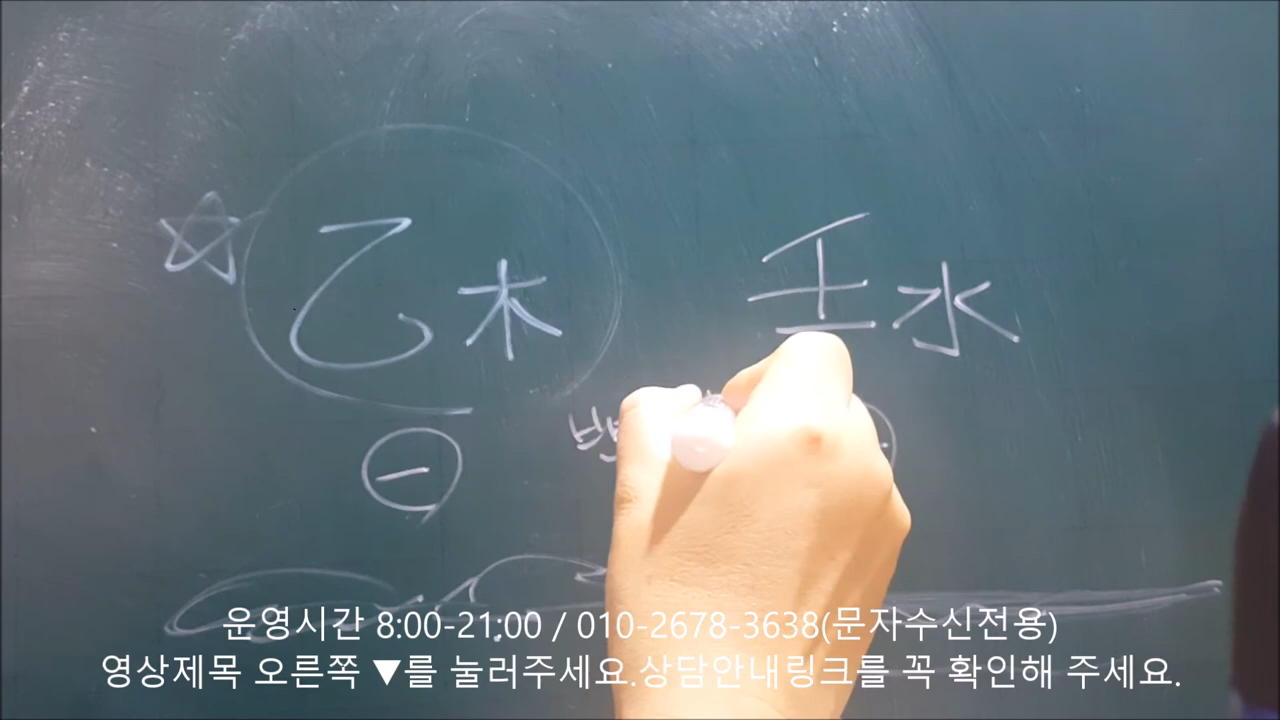 乙木 壬水
운영시간 8:00-21:00 / 010-2678-3638(문자수신전용)
영상제목 오른쪽 ▼를 눌러주세요.상담안내링크를 꼭 확인해 주세요.